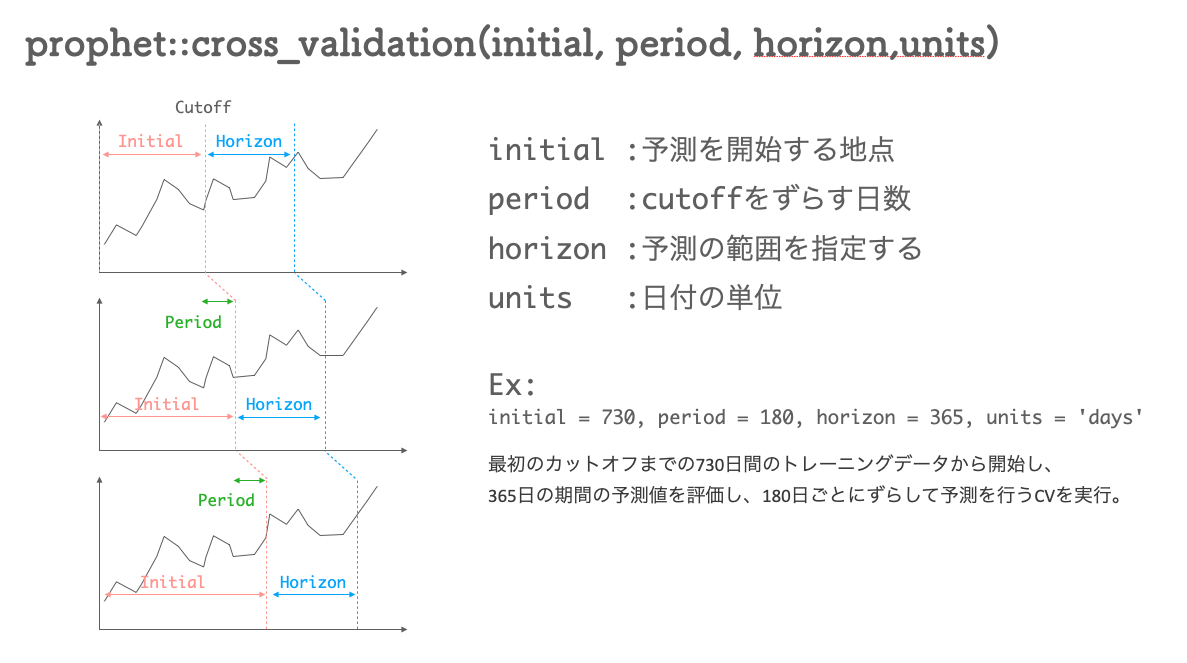 prophet::cross_validation(initial, period, horizon,units)
Cutoff
Initial
Horizon
Period
Initial
Horizon
Period
Initial
Horizon
initial :予測を開始する地点
period :cutoffをずらす日数
horizon :予測の範囲を指定する
units :日付の単位
Ex:
initial = 730, period = 180, horizon = 365, units = 'days'
最初のカットオフまでの730日間のトレーニングデータから開始し、
365日の期間の予測値を評価し、180日ごとにずらして予測を行うCVを実行。